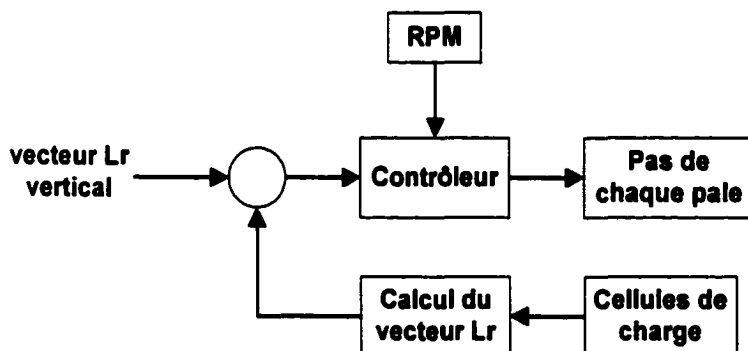 RPM
vecteur Lr
vertical
Contrôleur
Pas de
chaque pale
Calcul du
vecteur Lr
Cellules de
charge